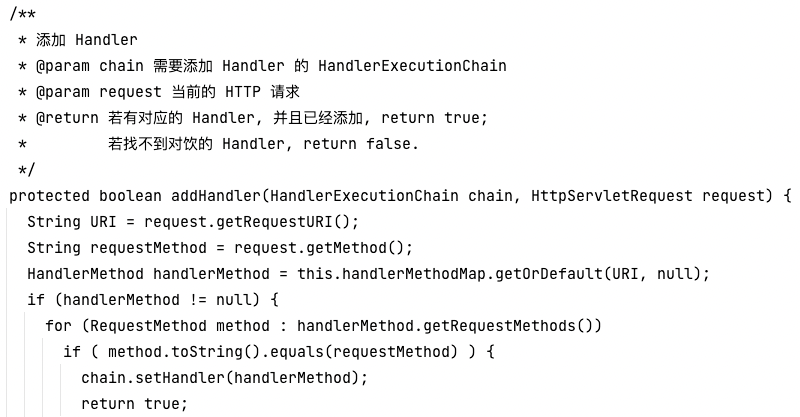 /**
* 添加 Handler
* @param chain 需要添加 Handler 的 HandlerExecutionChain
* @param request 当前的 HTTP 请求
* @return 若有对应的 Handler, 并且已经添加, return true;
* 若找不到对饮的 Handler, return false.
*/
protected boolean addHandler(HandlerExecutionChain chain, HttpServletRequest request) {
String URI = request.getRequestURI();
String requestMethod = request.getMethod();
HandlerMethod handlerMethod = this.handlerMethodMap.getOrDefault(URI, null);
if (handlerMethod != null) {
for (RequestMethod method : handlerMethod.getRequestMethods())
if ( method.toString().equals(requestMethod) ) {
chain.setHandler(handlerMethod);
return true;